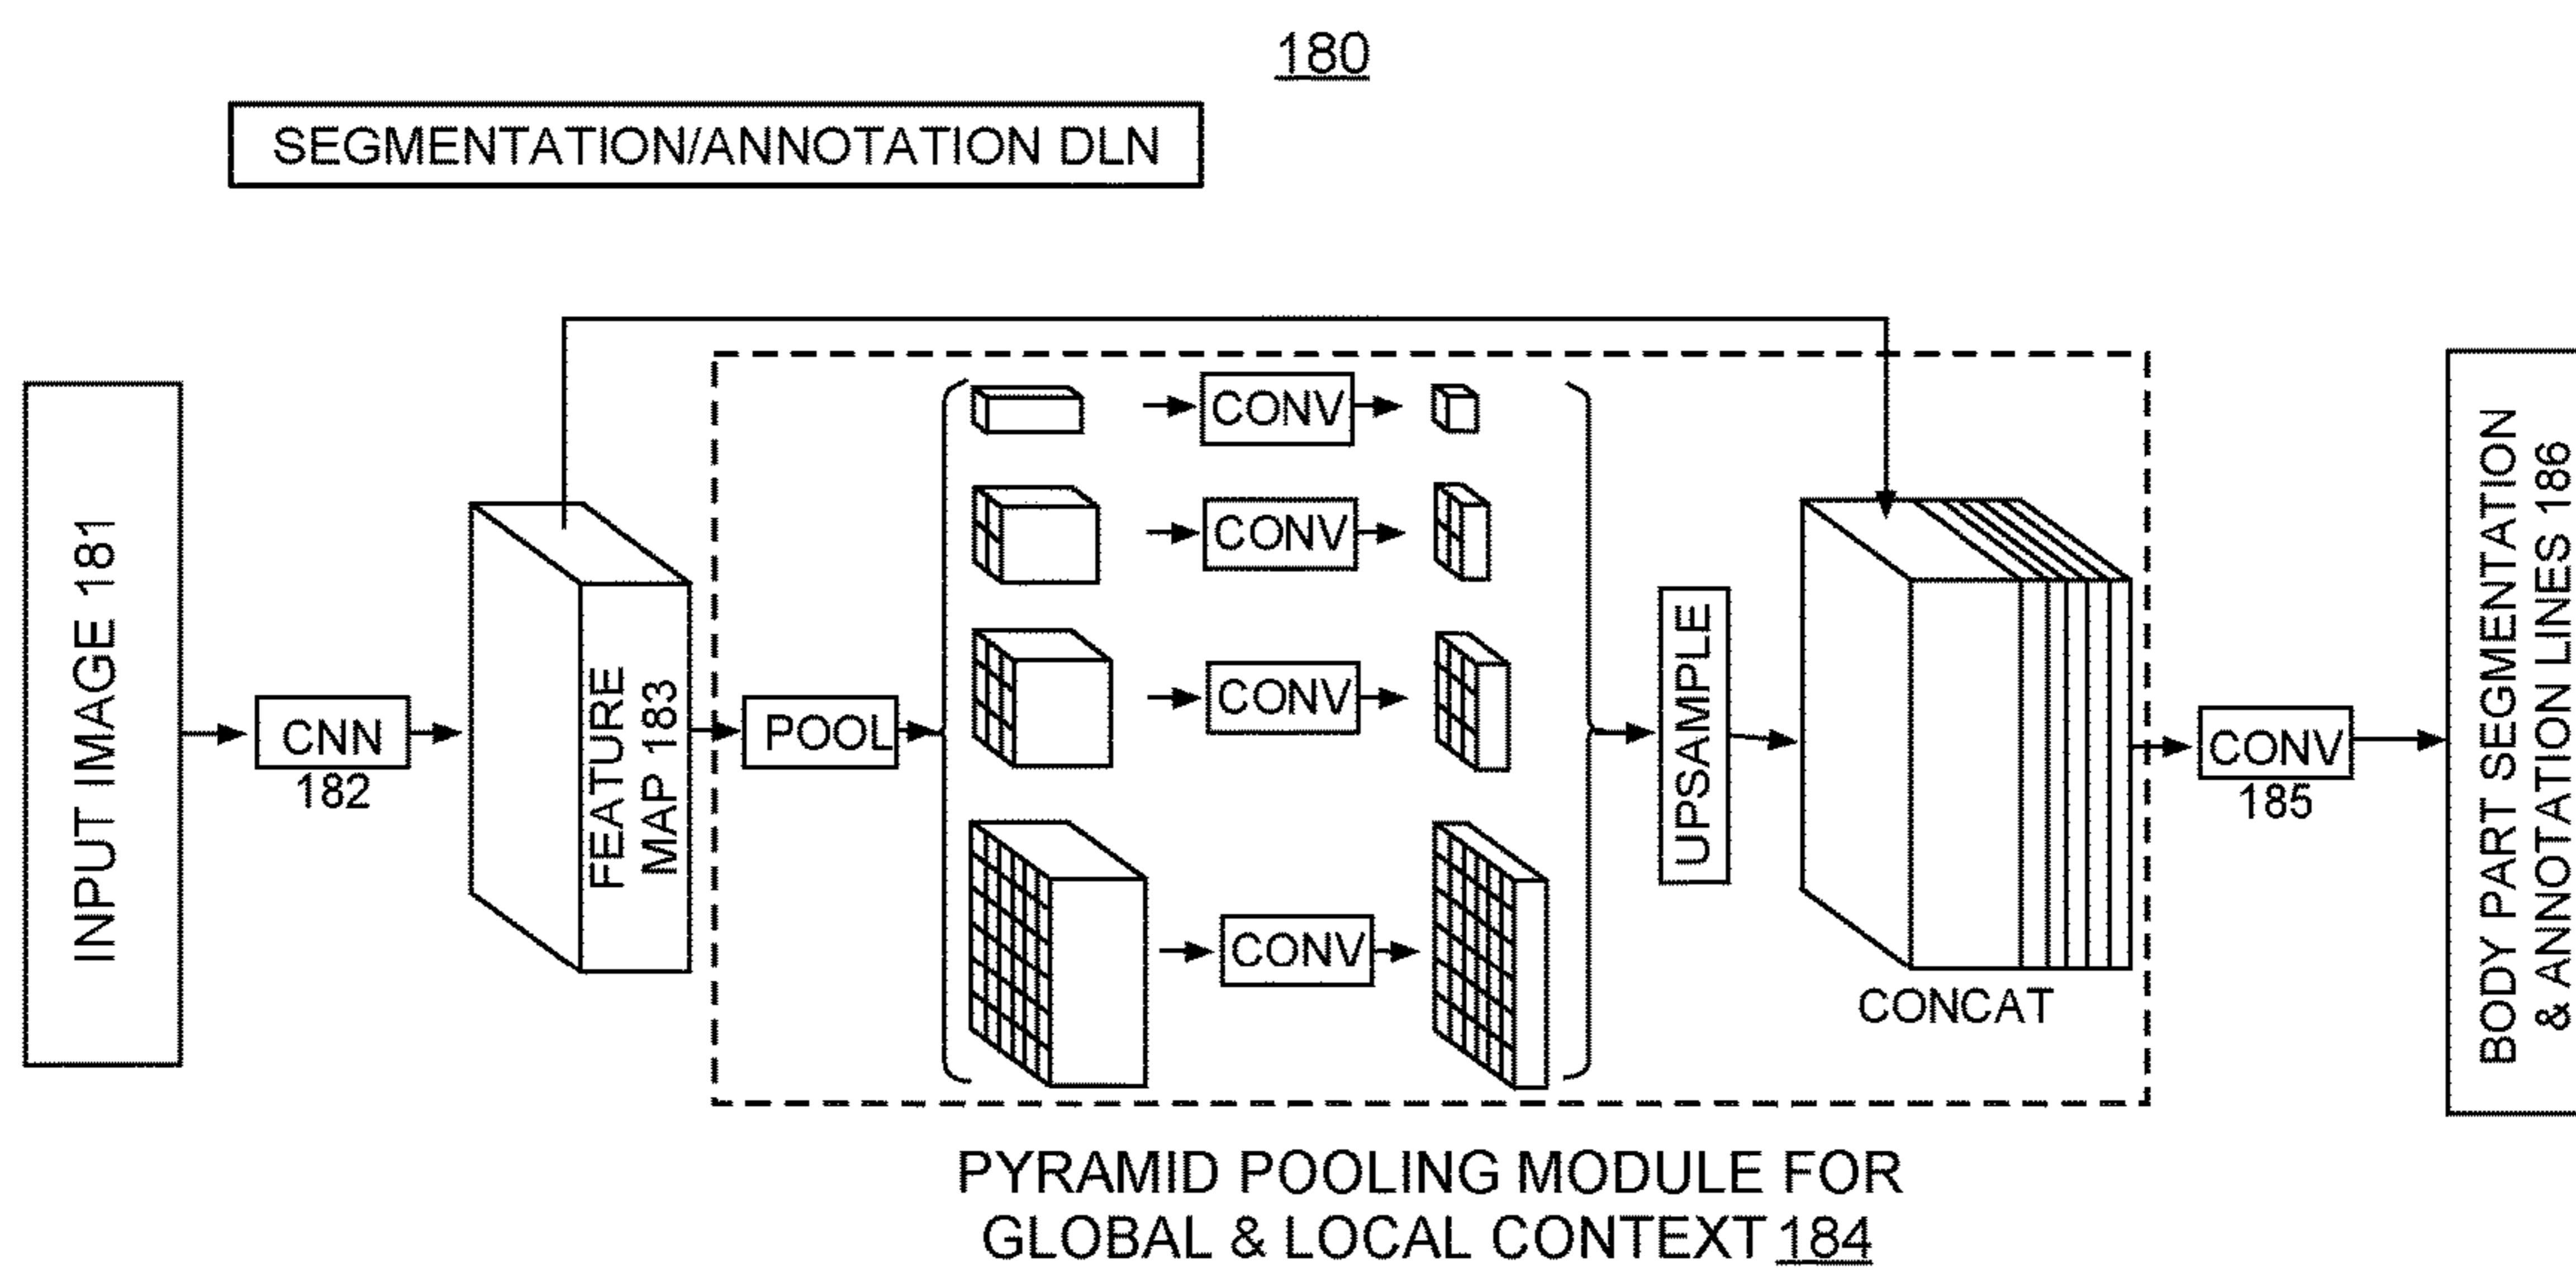 180
SEGMENTATION/ANNOTATION DLN
INPUT IMAGE 181
CNN
182
FEATURE
MAP 183
POOL
CONV
CONV
CONV
CONV
UPSAMPLE
CONCAT
CONV
185
BODY PART SEGMENTATION
& ANNOTATION LINES 186
PYRAMID POOLING MODULE FOR
GLOBAL & LOCAL CONTEXT 184